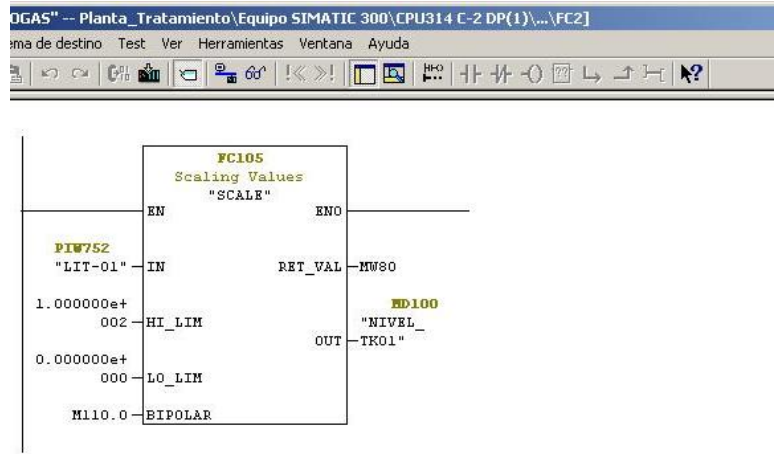 OGAS" -- Planta_Tratamiento\Equipo SIMATIC 300\CPU314 C-2 DP(1)\...\FC2]
ema de destino Test Ver Herramientas Ventana Ayuda
FC105
Scaling Values
"SCALE"
EN ENO
PIW752
"LIT-01" IN RET_VAL MW80
1.000000e+
002 HI_LIM
MD100
"NIVEL_
OUT TK01"
0.000000e+
000 LO_LIM
M110.0 BIPOLAR